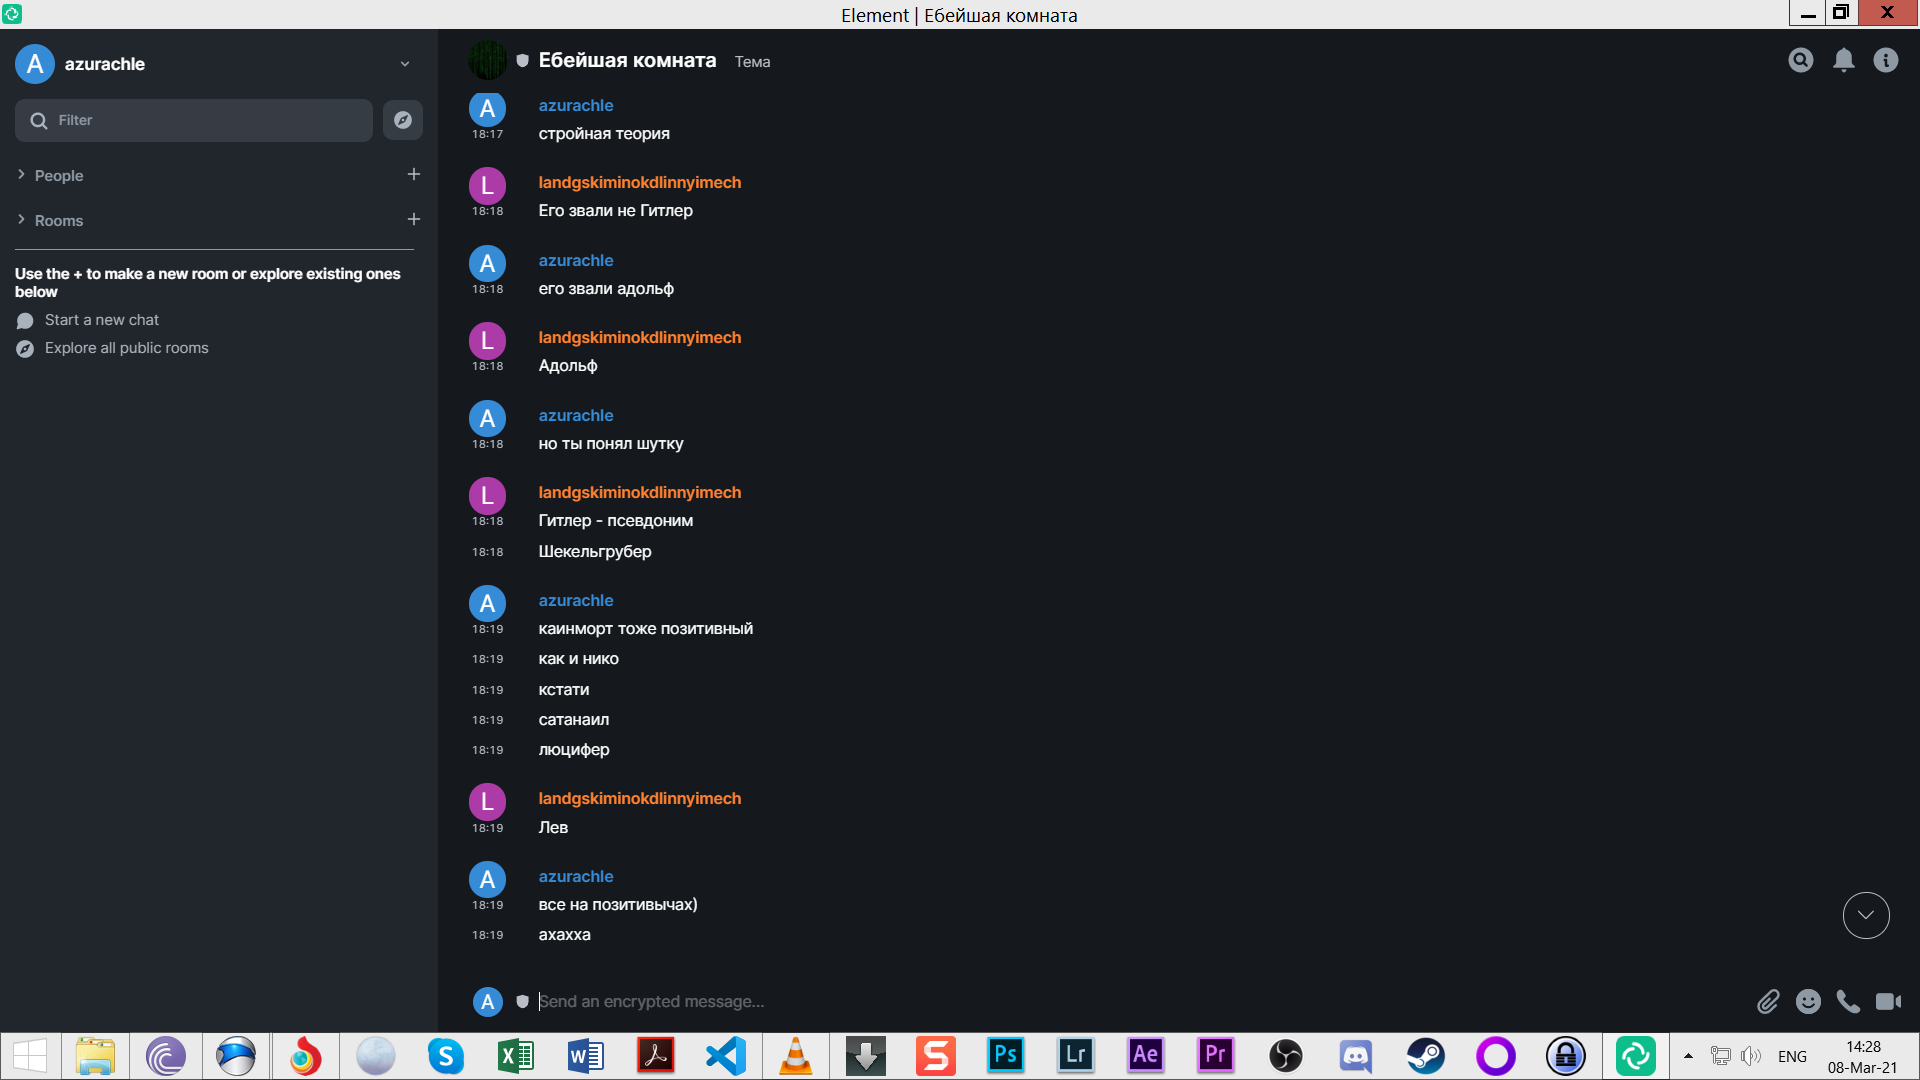 Element | Ебейшая комната
A azurachle
Filter
People
Rooms
Use the + to make a new room or explore existing ones
below
Start a new chat
Explore all public rooms
Ебейшая комната Тема
A azurachle
18:17 стройная теория
L landgskiminokdlinnyimech
18:18 Его звали не Гитлер
A azurachle
18:18 его звали адольф
L landgskiminokdlinnyimech
18:18 Адольф
A azurachle
18:18 но ты понял шутку
L landgskiminokdlinnyimech
18:18 Гитлер - псевдоним
18:18 Шекельгрубер
A azurachle
18:19 каинморт тоже позитивный
18:19 как и нико
18:19 кстати
18:19 сатанаил
18:19 люцифер
L landgskiminokdlinnyimech
18:19 Лев
A azurachle
18:19 все на позитивычах)
18:19 ахахха
A Send an encrypted message...
S X W S Ps Lr Ae Pr ENG 14:28
08-Mar-21